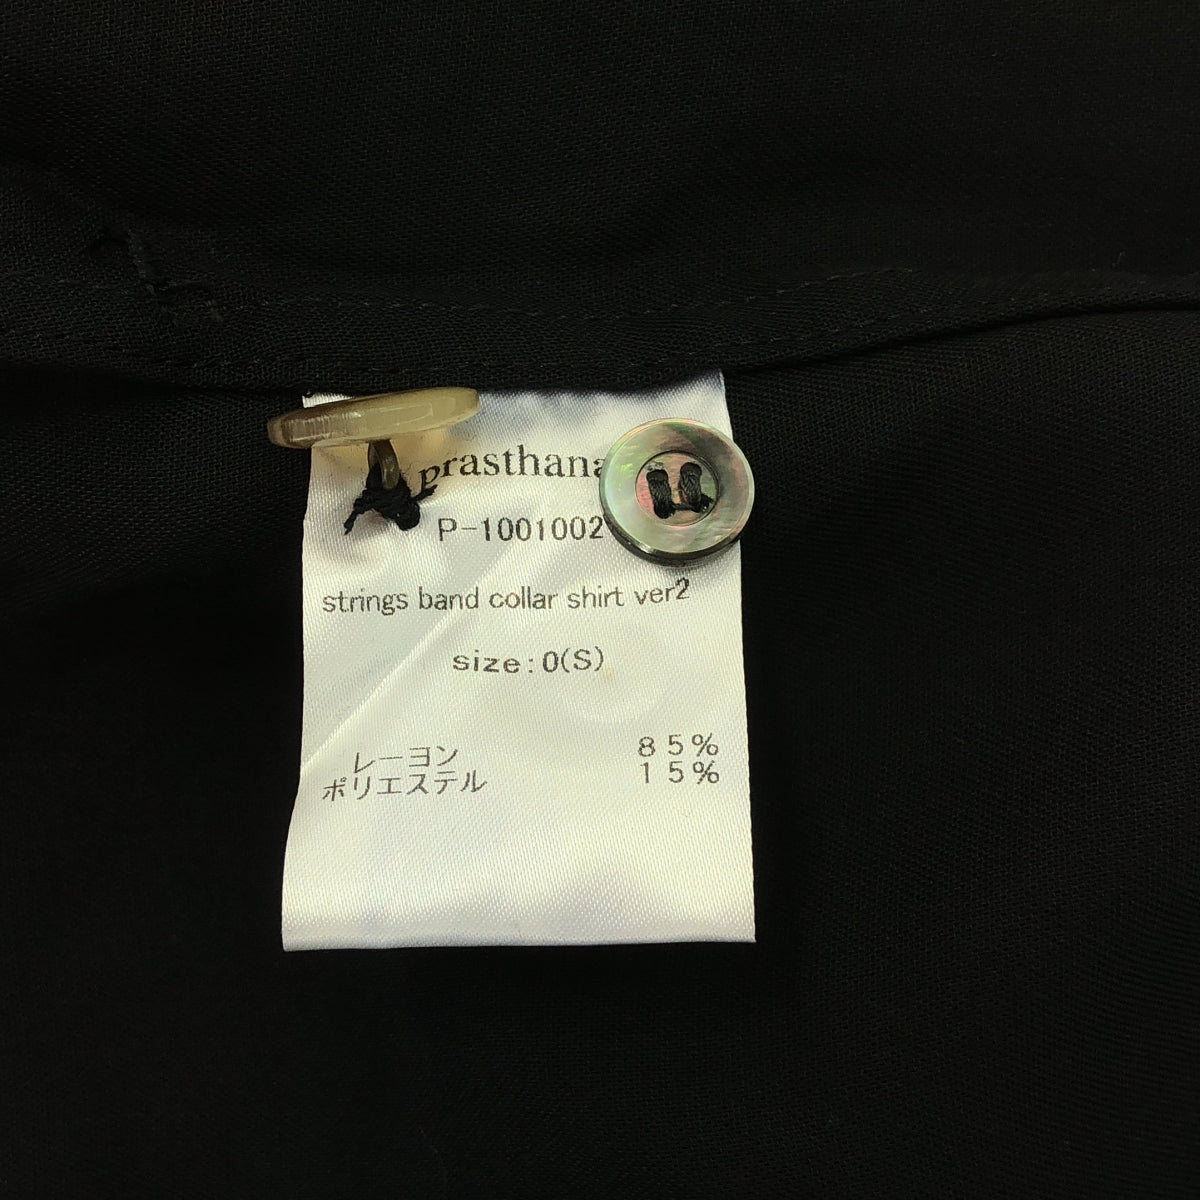 prasthana
P-1001002
strings band collar shirt ver2
size:0(S)
レーヨン 85%
ポリエステル 15%